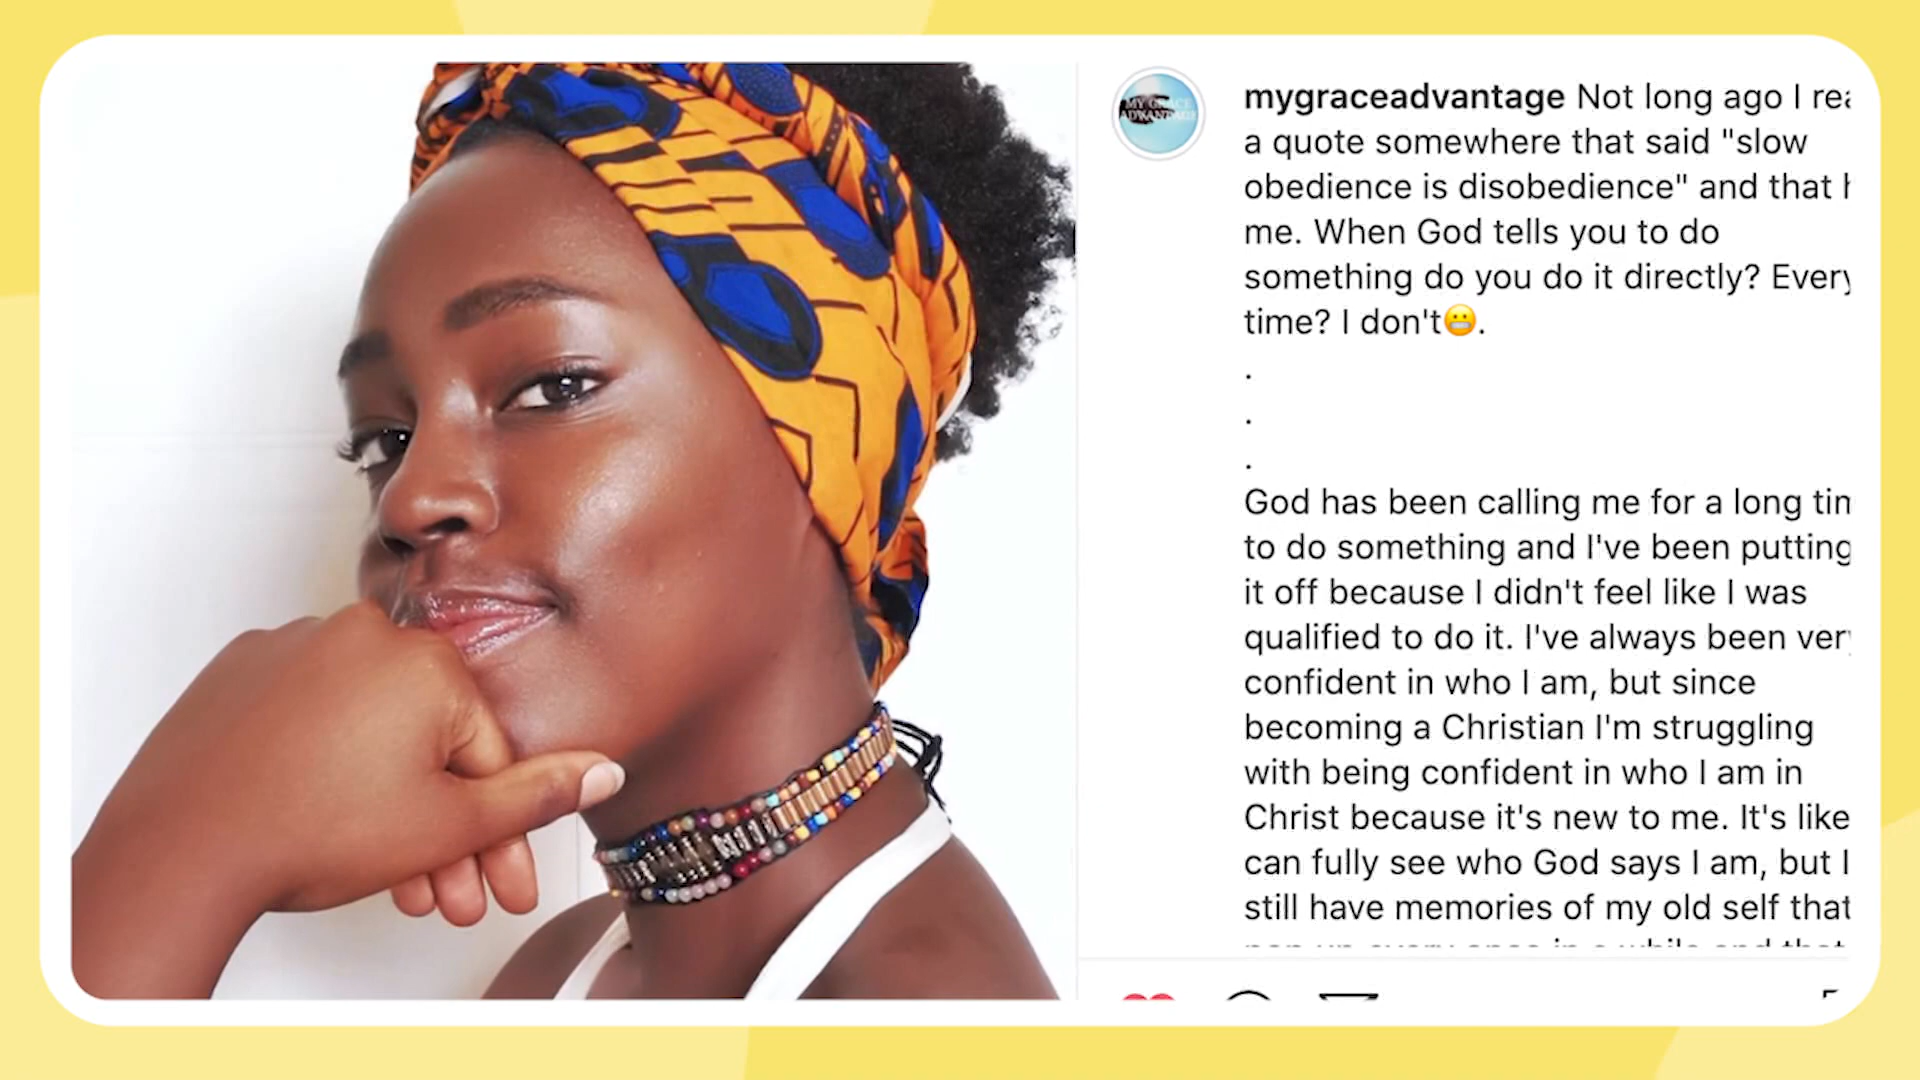 MY GRACE
ADVANTAGE
mygraceadvantage Not long ago I
a quote somewhere that said "slow
obedience is disobedience" and that
me. When God tells you to do
something do you do it directly? Every
time? I don't😬.
.
.
.
God has been calling me for a long
to do something and I've been putting
it off because I didn't feel like I was
qualified to do it. I've always been
confident in who I am, but since
becoming a Christian I'm struggling
with being confident in who I am in
Christ because it's new to me. It's like
can fully see who God says I am, but I
still have memories of my old self that